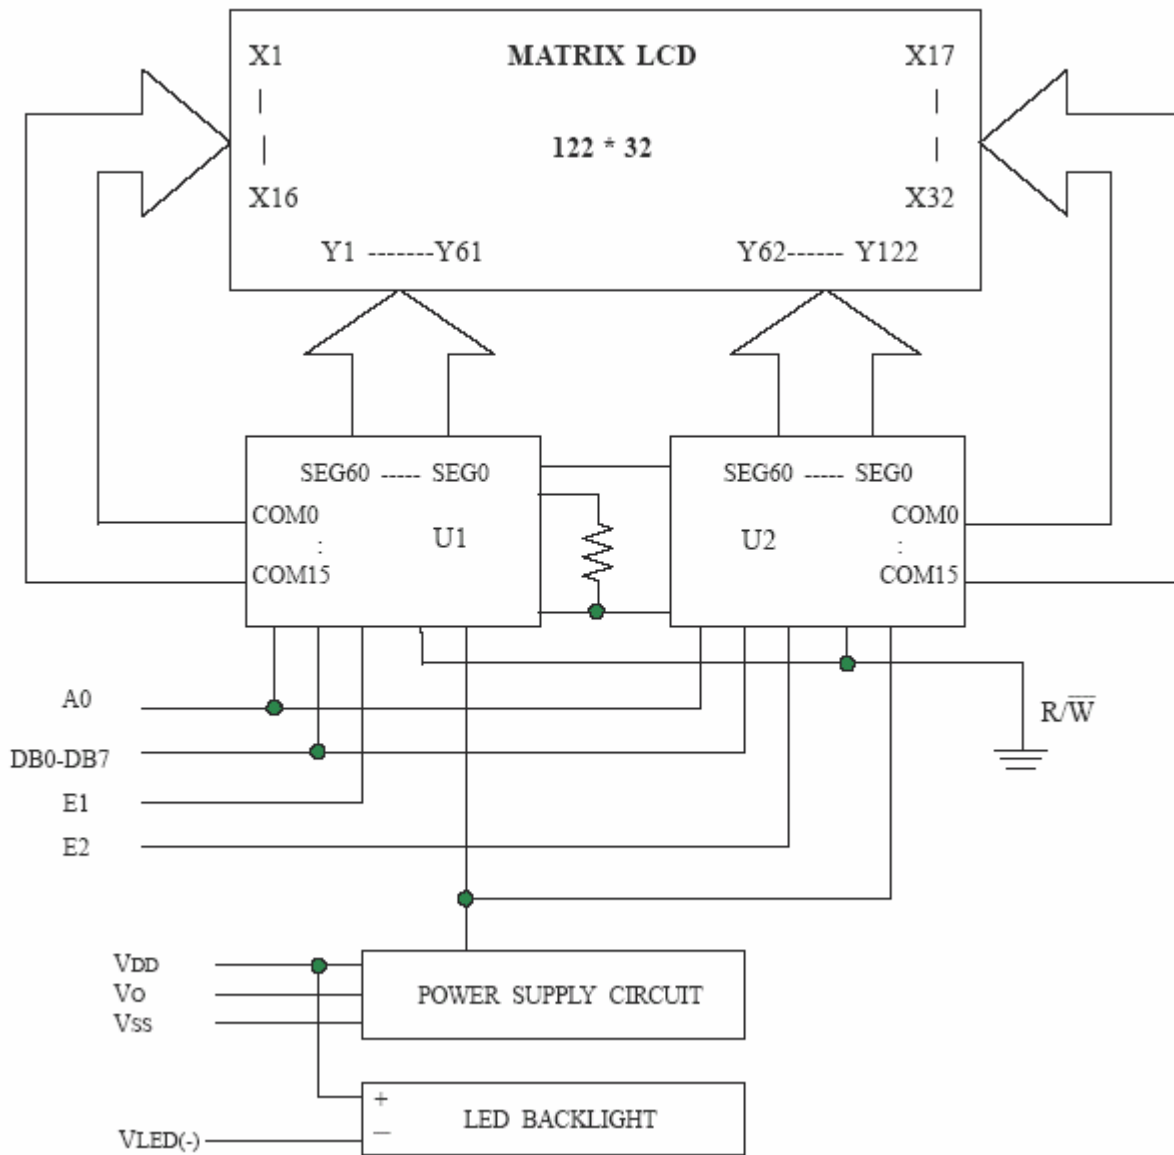 X1 MATRIX LCD X17
122 * 32
X16 X32
Y1 -------Y61 Y62------ Y122
SEG60 ----- SEG0 SEG60 ----- SEG0
COM0 COM0
: U1 U2 :
COM15 COM15
A0
R/W̅
DB0-DB7
E1
E2
VDD
VO POWER SUPPLY CIRCUIT
VSS
+
LED BACKLIGHT
—
VLED(-)